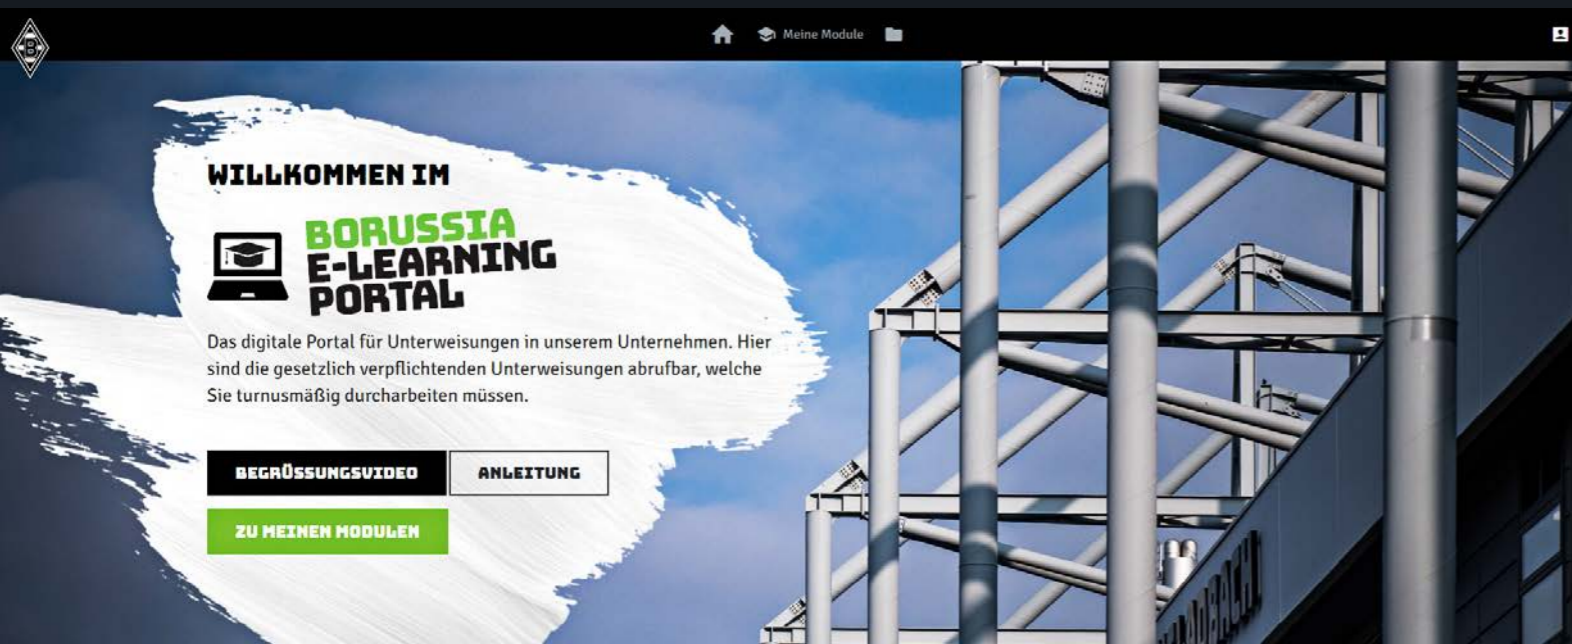 Meine Module
B
WILLKOMMEN IM
BORUSSIA
E-LEARNING
PORTAL
Das digitale Portal für Unterweisungen in unserem Unternehmen. Hier
sind die gesetzlich verpflichtenden Unterweisungen abrufbar, welche
Sie turnusmäßig durcharbeiten müssen.
BEGRÜSSUNGSVIDEO
ANLEITUNG
ZU MEINEN MODULEN